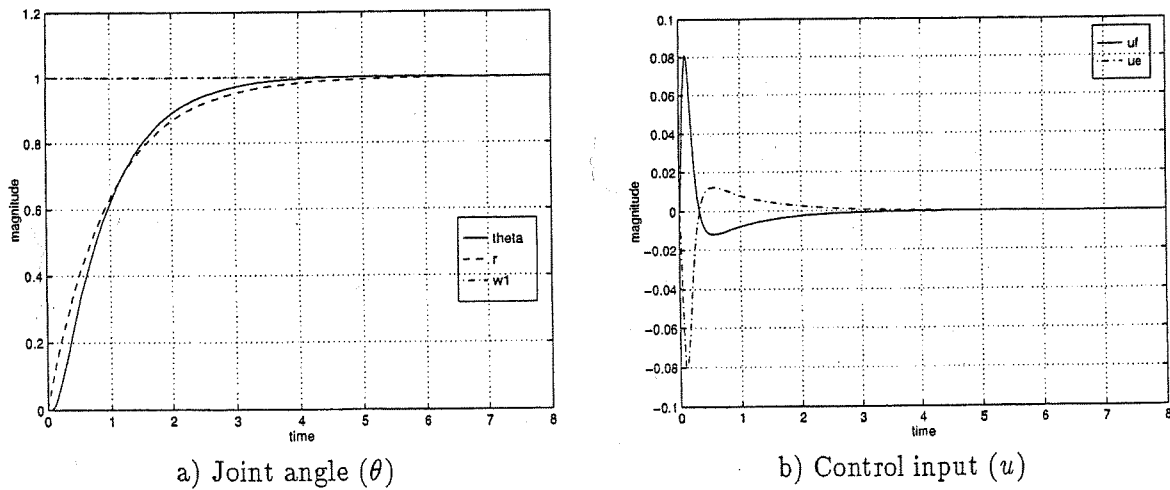 1.2
1
0.8
0.6
0.4
0.2
0
magnitude
theta
r
w1
0 1 2 3 4 5 6 7 8
time
a) Joint angle (θ)
0.1
0.08
0.06
0.04
0.02
0
−0.02
−0.04
−0.06
−0.08
−0.1
magnitude
uf
ue
0 1 2 3 4 5 6 7 8
time
b) Control input (u)